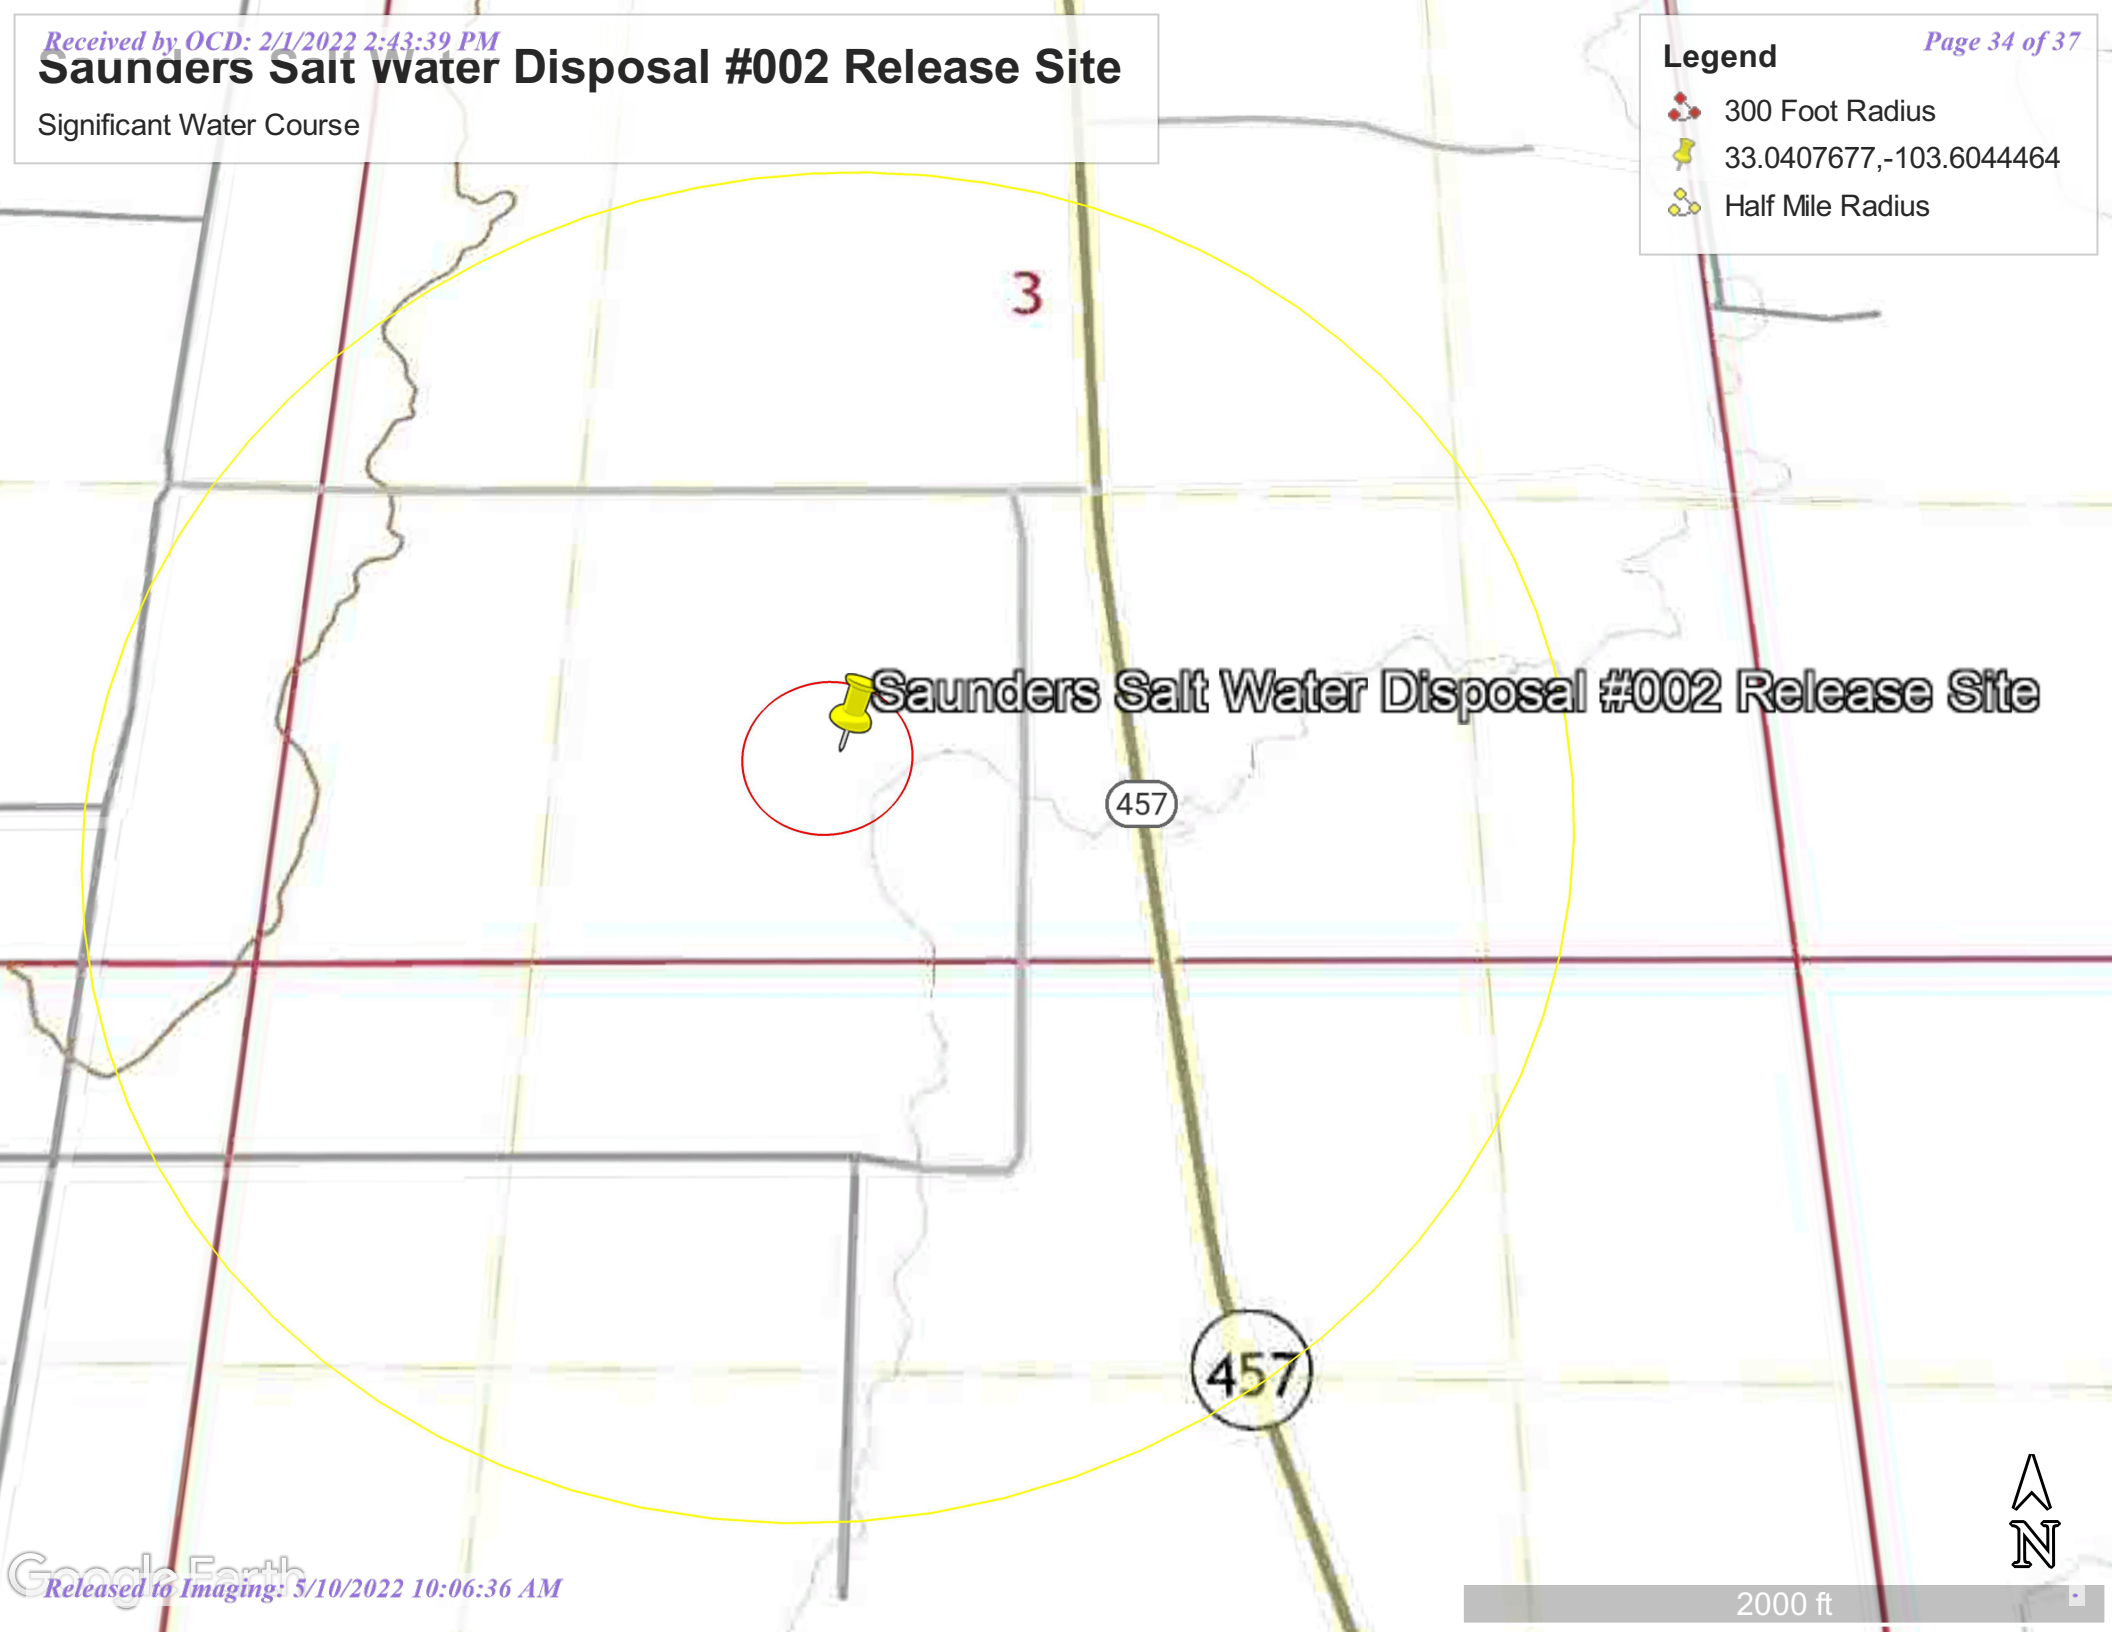 Received by OCD: 2/1/2022 2:43:39 PM
Saunders Salt Water Disposal #002 Release Site
Significant Water Course
Page 34 of 37
Legend
300 Foot Radius
33.0407677,-103.6044464
Half Mile Radius
3
Saunders Salt Water Disposal #002 Release Site
457
457
N
Google Earth
Released to Imaging: 5/10/2022 10:06:36 AM
2000 ft